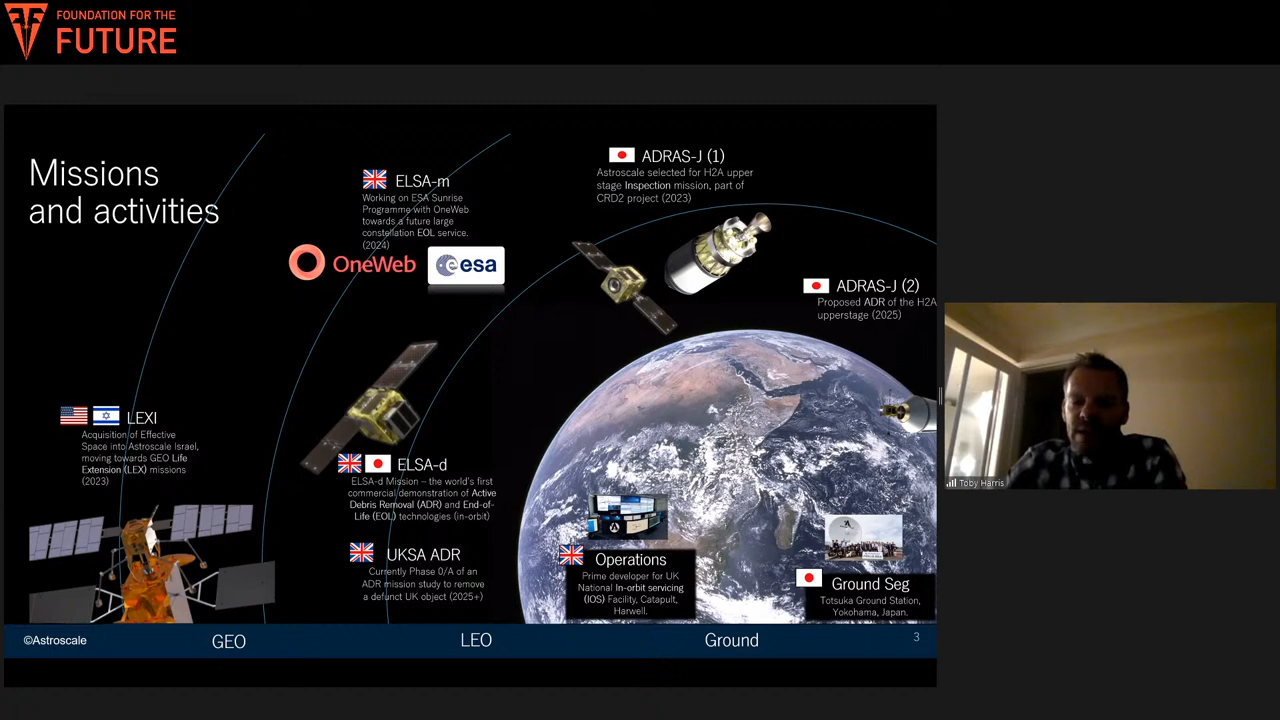 FOUNDATION FOR THE
FUTURE
Missions
and activities
ELSA-m
Working on ESA Sunrise
Programme with OneWeb
towards a future large
constellation EOL service.
(2024)
OneWeb
esa
ADRAS-J (1)
Astroscale selected for H2A upper
stage Inspection mission, part of
CRD2 project (2023)
ADRAS-J (2)
Proposed ADR of the H2A
upperstage (2025)
LEXI
Acquisition of Effective
Space into Astroscale Israel,
moving towards GEO Life
Extension (LEX) missions
(2023)
ELSA-d
ELSA-d Mission – the world's first
commercial demonstration of Active
Debris Removal (ADR) and End-of-
Life (EOL) technologies (in-orbit)
UKSA ADR
Currently Phase 0/A of an
ADR mission study to remove
a defunct UK object (2025+)
Operations
Prime developer for UK
National In-orbit servicing
(IOS) Facility, Catapult,
Harwell.
Ground Seg
Totsuka Ground Station,
Yokohama, Japan.
©Astroscale
GEO
LEO
Ground
3
Toby Harris